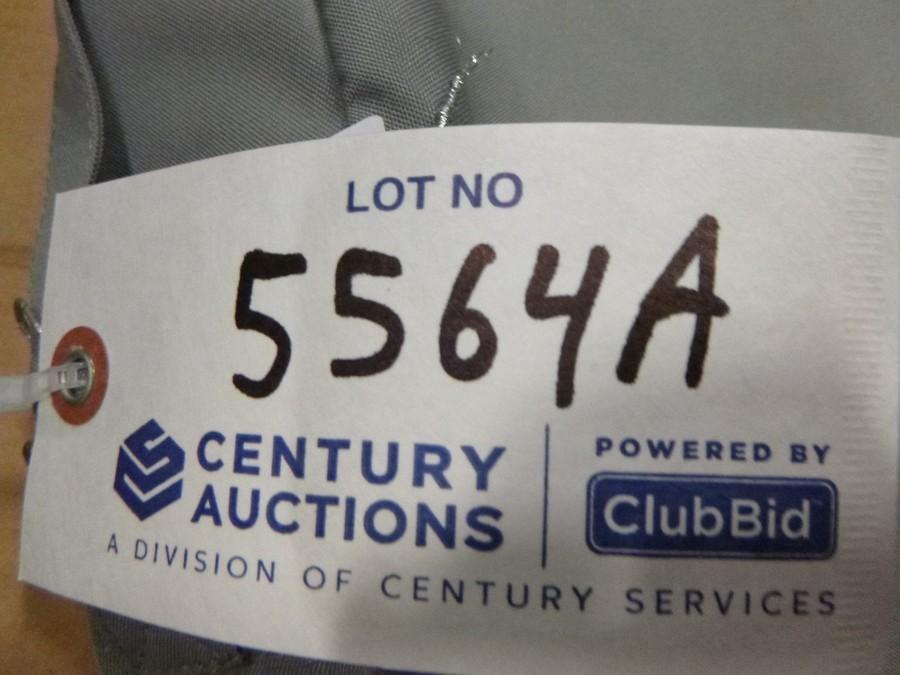 LOT NO
5564A
CENTURY
AUCTIONS
A DIVISION OF CENTURY SERVICES
POWERED BY
ClubBid